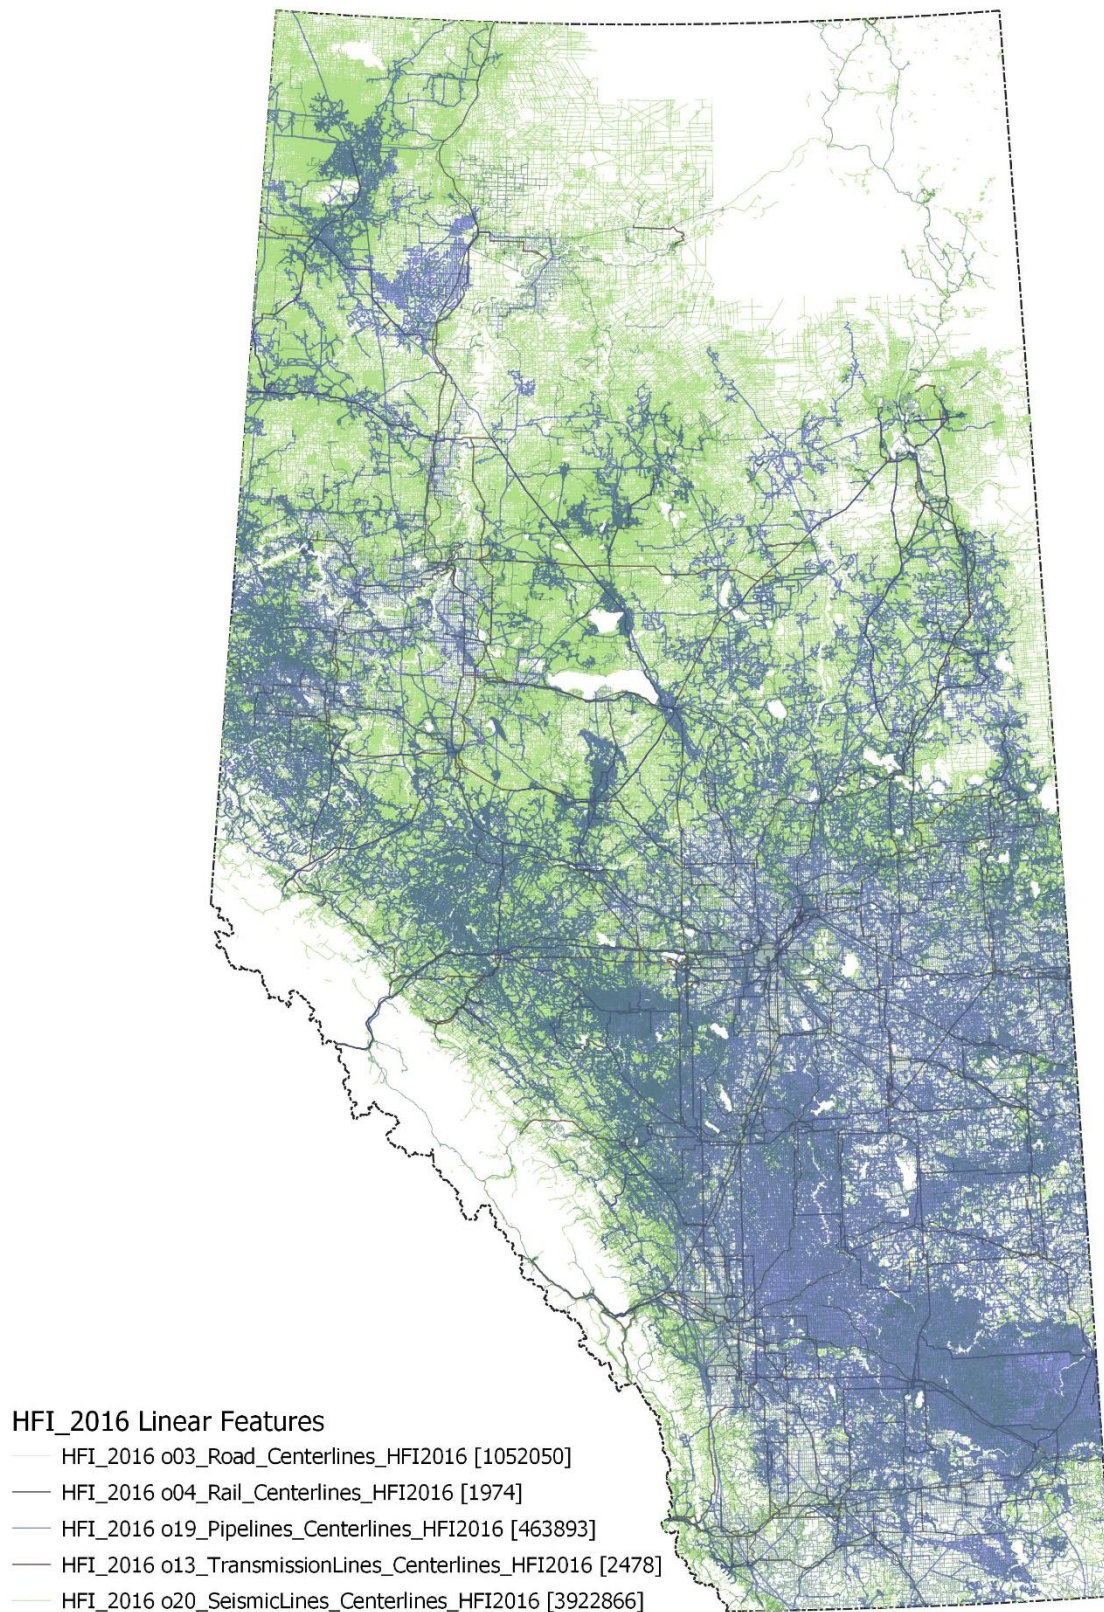 HFI_2016 Linear Features
HFI_2016 o03_Road_Centerlines_HFI2016 [1052050]
HFI_2016 o04_Rail_Centerlines_HFI2016 [1974]
HFI_2016 o19_Pipelines_Centerlines_HFI2016 [463893]
HFI_2016 o13_TransmissionLines_Centerlines_HFI2016 [2478]
HFI_2016 o20_SeismicLines_Centerlines_HFI2016 [3922866]